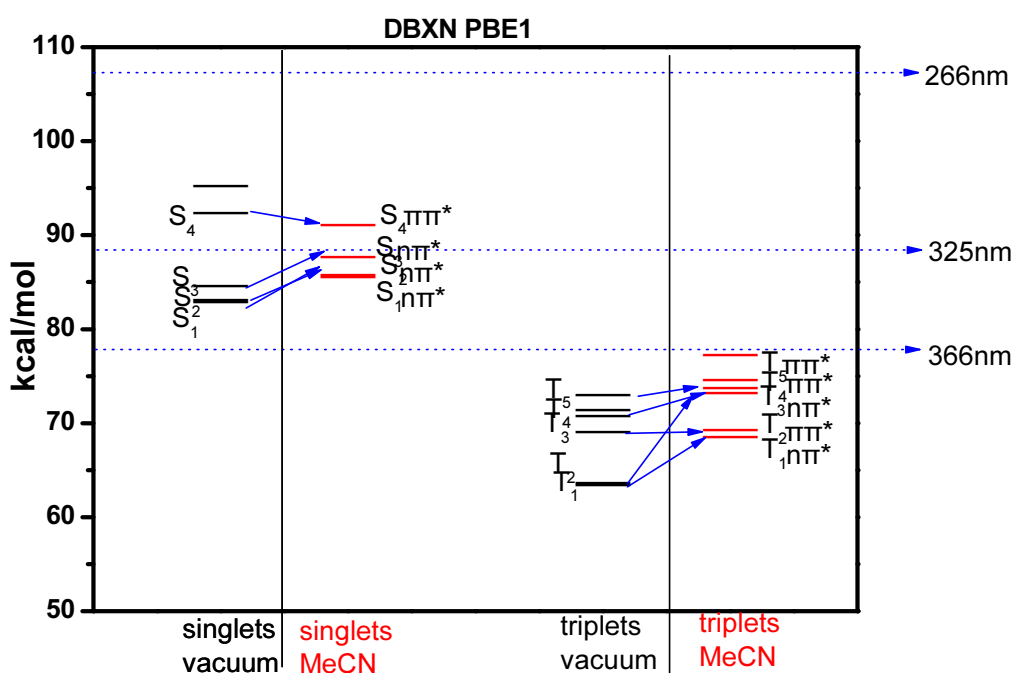 DBXN PBE1
kcal/mol
110
100
90
80
70
60
50
266nm
325nm
366nm
S₄
S₃
S₂
S₁
S₄ππ*
S₃nπ*
S₂nπ*
S₁nπ*
T₅
T₄
T₃
T₂
T₁
T₅ππ*
T₄ππ*
T₃nπ*
T₂ππ*
T₁nπ*
singlets
vacuum
singlets
MeCN
triplets
vacuum
triplets
MeCN